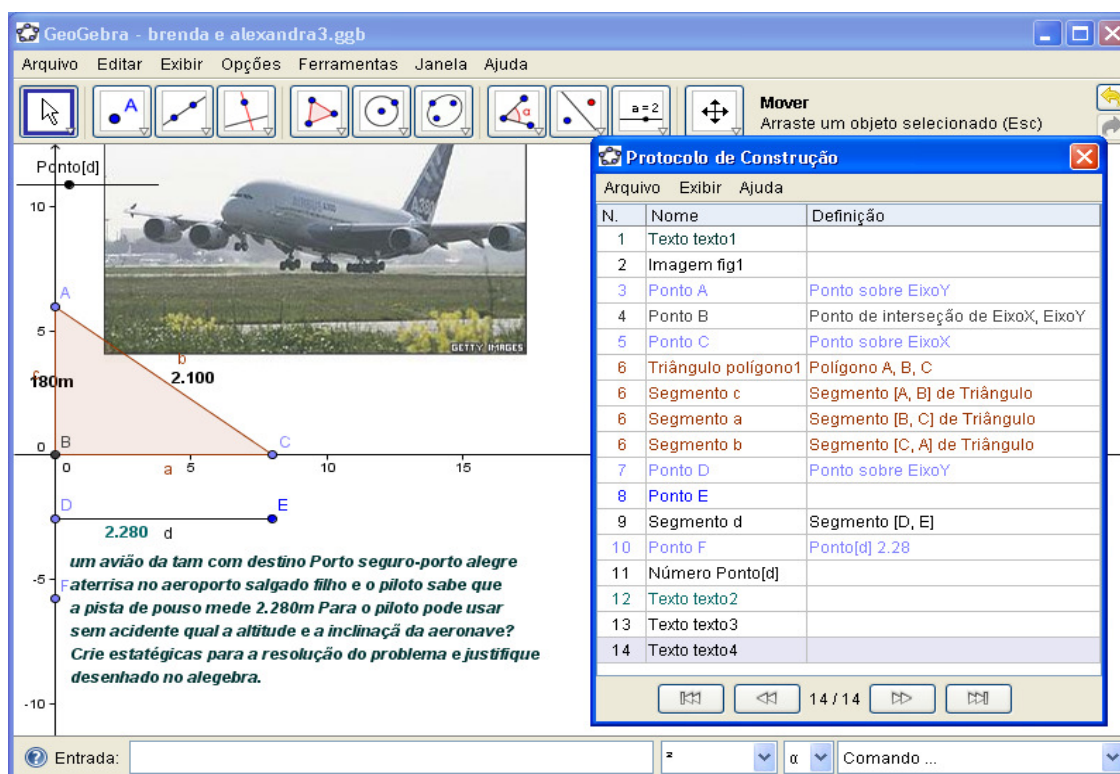 GeoGebra - brenda e alexandra3.ggb
Arquivo Editar Exibir Opções Ferramentas Janela Ajuda
A
α
a=2
Mover
Arraste um objeto selecionado (Esc)
Ponto[d]
10
AIRBUS A380
A380
GETTY IMAGES
A
5
b
c
180m
2.100
0
B
C
0
a
5
10
15
D
E
2.280 d
um avião da tam com destino Porto seguro-porto alegre
-5
F
aterrisa no aeroporto salgado filho e o piloto sabe que
a pista de pouso mede 2.280m Para o piloto pode usar
sem acidente qual a altitude e a inclinaçã da aeronave?
Crie estatégicas para a resolução do problema e justifique
desenhado no alegebra.
-10
Protocolo de Construção
Arquivo Exibir Ajuda
N. Nome Definição
1 Texto texto1
2 Imagem fig1
3 Ponto A Ponto sobre EixoY
4 Ponto B Ponto de interseção de EixoX, EixoY
5 Ponto C Ponto sobre EixoX
6 Triângulo polígono1 Polígono A, B, C
6 Segmento c Segmento [A, B] de Triângulo
6 Segmento a Segmento [B, C] de Triângulo
6 Segmento b Segmento [C, A] de Triângulo
7 Ponto D Ponto sobre EixoY
8 Ponto E
9 Segmento d Segmento [D, E]
10 Ponto F Ponto[d] 2.28
11 Número Ponto[d]
12 Texto texto2
13 Texto texto3
14 Texto texto4
14 / 14
Entrada:
²
α
Comando ...